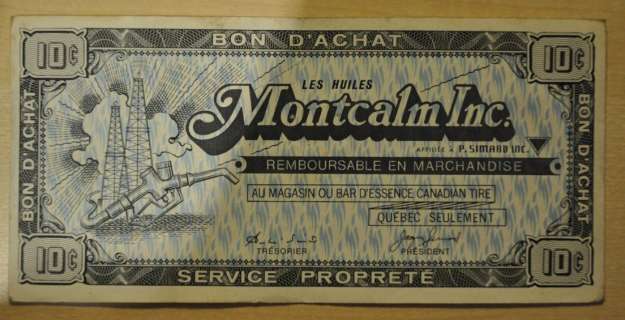 10¢ BON D'ACHAT 10¢
LES HUILES
Montcalm Inc.
AFFILIÉE À P. SIMARD INC.
REMBOURSABLE EN MARCHANDISE
AU MAGASIN OU BAR D'ESSENCE CANADIAN TIRE
QUÉBEC SEULEMENT
TRÉSORIER PRÉSIDENT
BON D'ACHAT
BON D'ACHAT
10¢ SERVICE PROPRETÉ 10¢